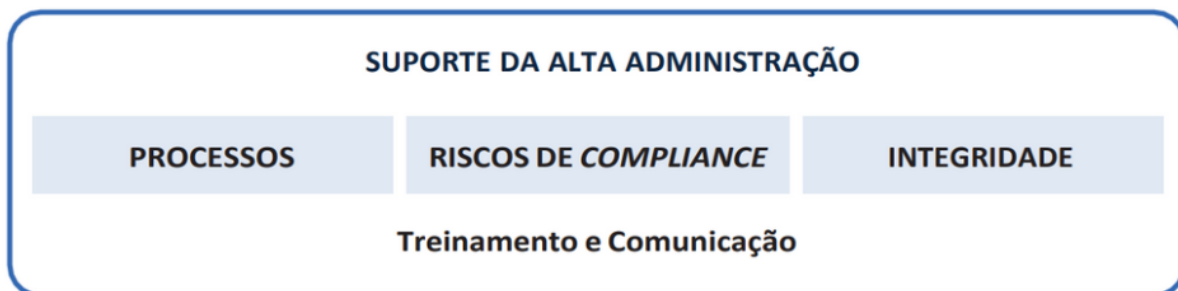 SUPORTE DA ALTA ADMINISTRAÇÃO
PROCESSOS
RISCOS DE COMPLIANCE
INTEGRIDADE
Treinamento e Comunicação